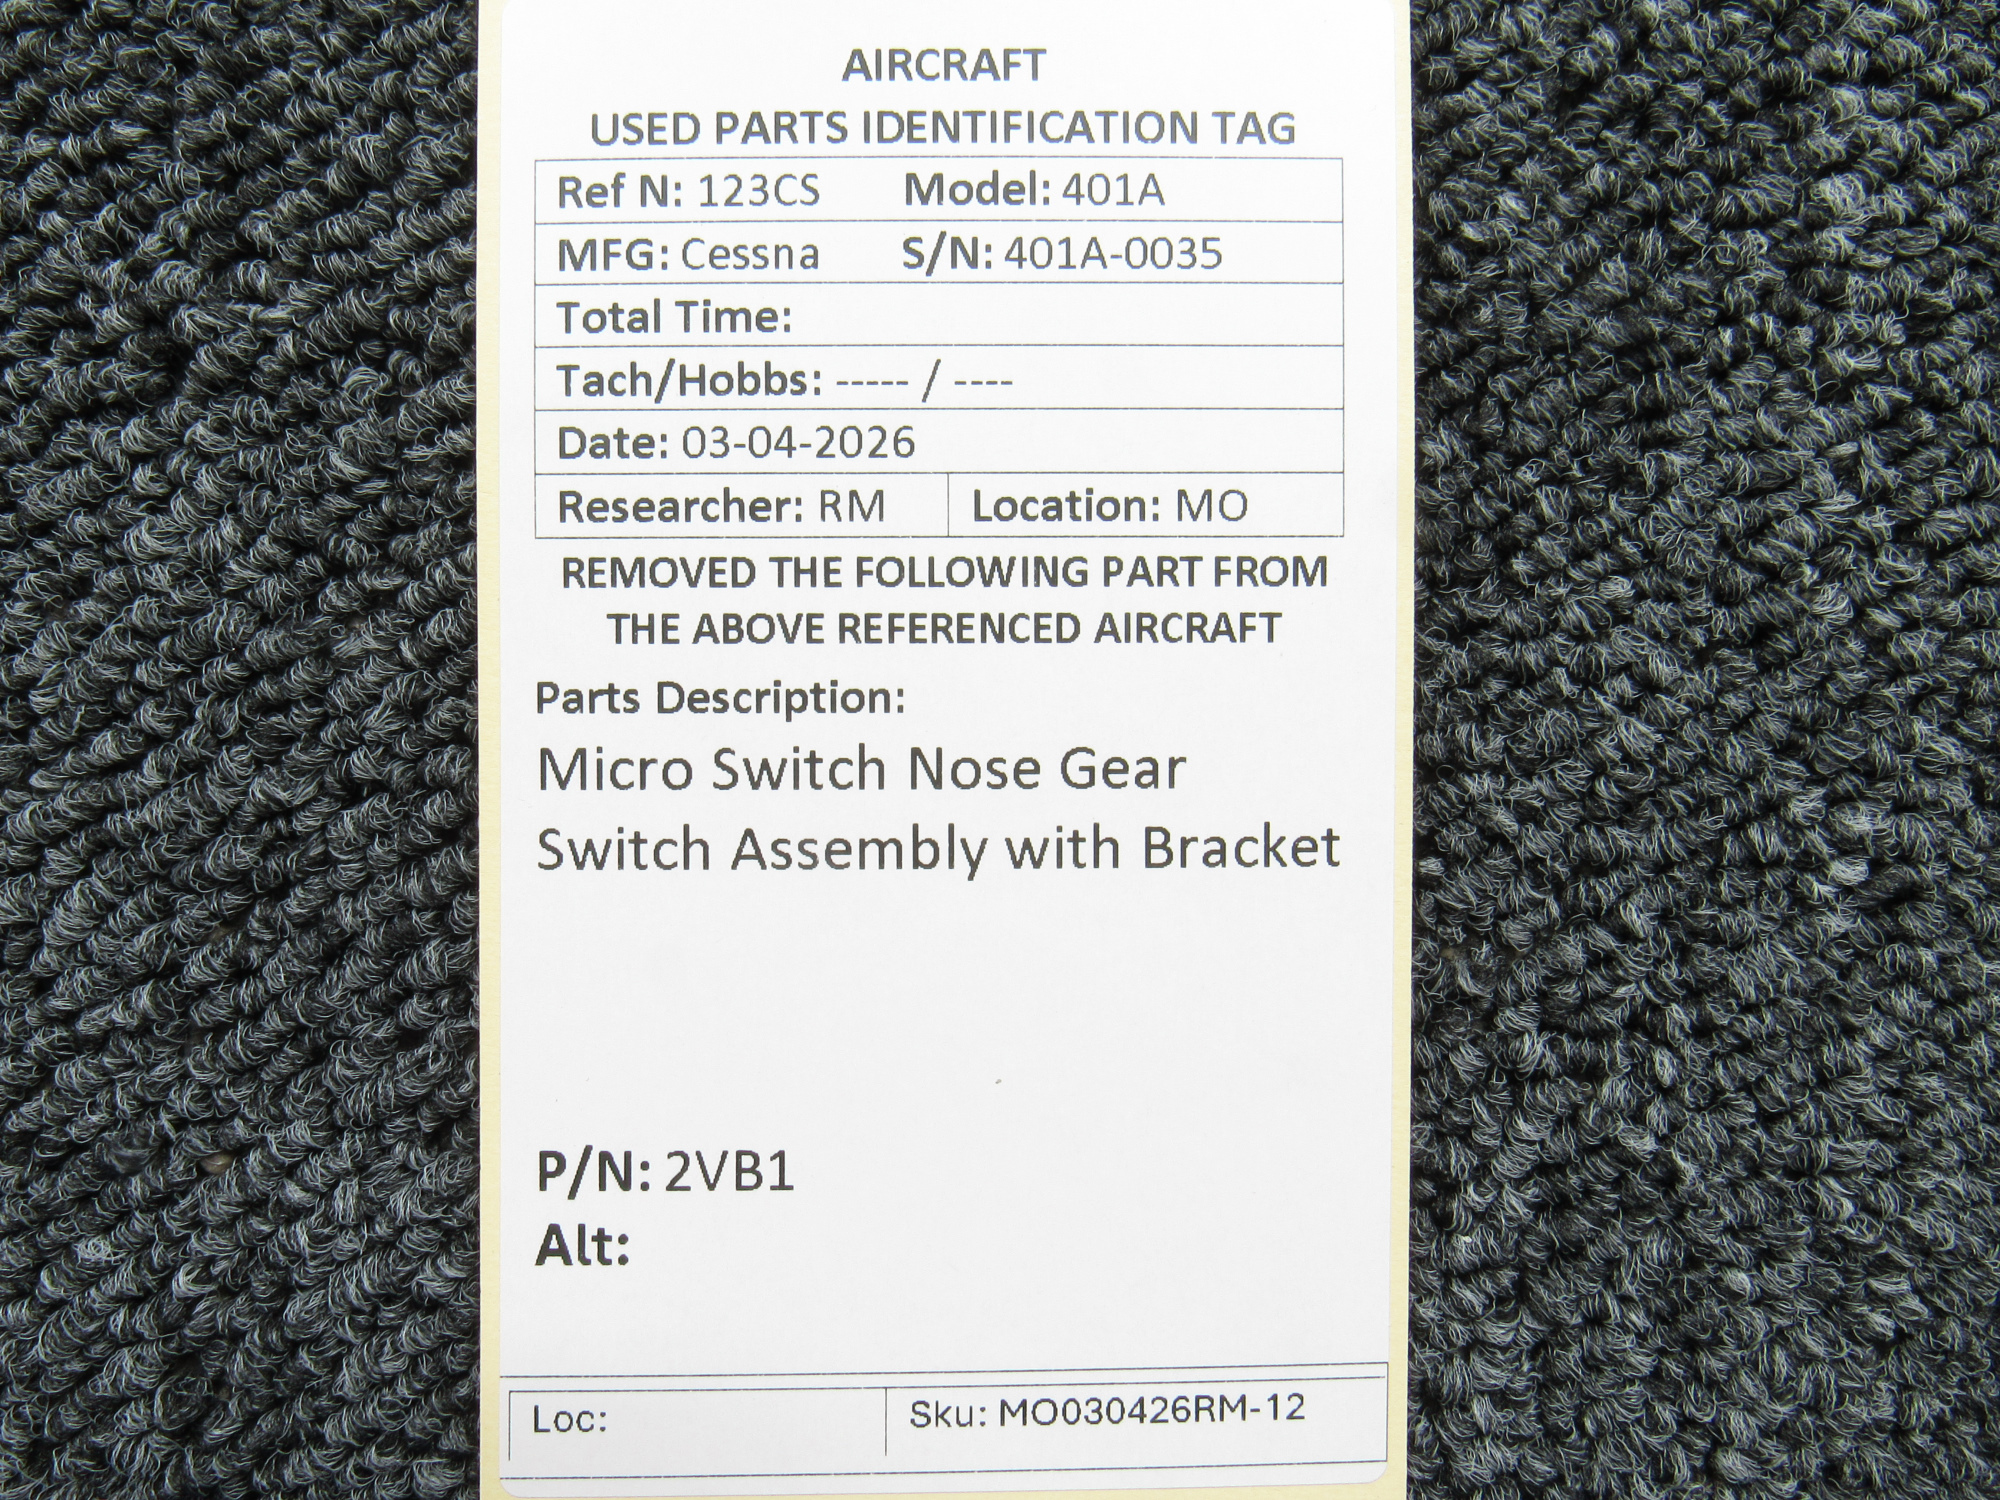 AIRCRAFT
USED PARTS IDENTIFICATION TAG
Ref N: 123CS Model: 401A
MFG: Cessna S/N: 401A-0035
Total Time:
Tach/Hobbs: ----- / ----
Date: 03-04-2026
Researcher: RM Location: MO
REMOVED THE FOLLOWING PART FROM
THE ABOVE REFERENCED AIRCRAFT
Parts Description:
Micro Switch Nose Gear
Switch Assembly with Bracket
P/N: 2VB1
Alt:
Loc: Sku: MO030426RM-12